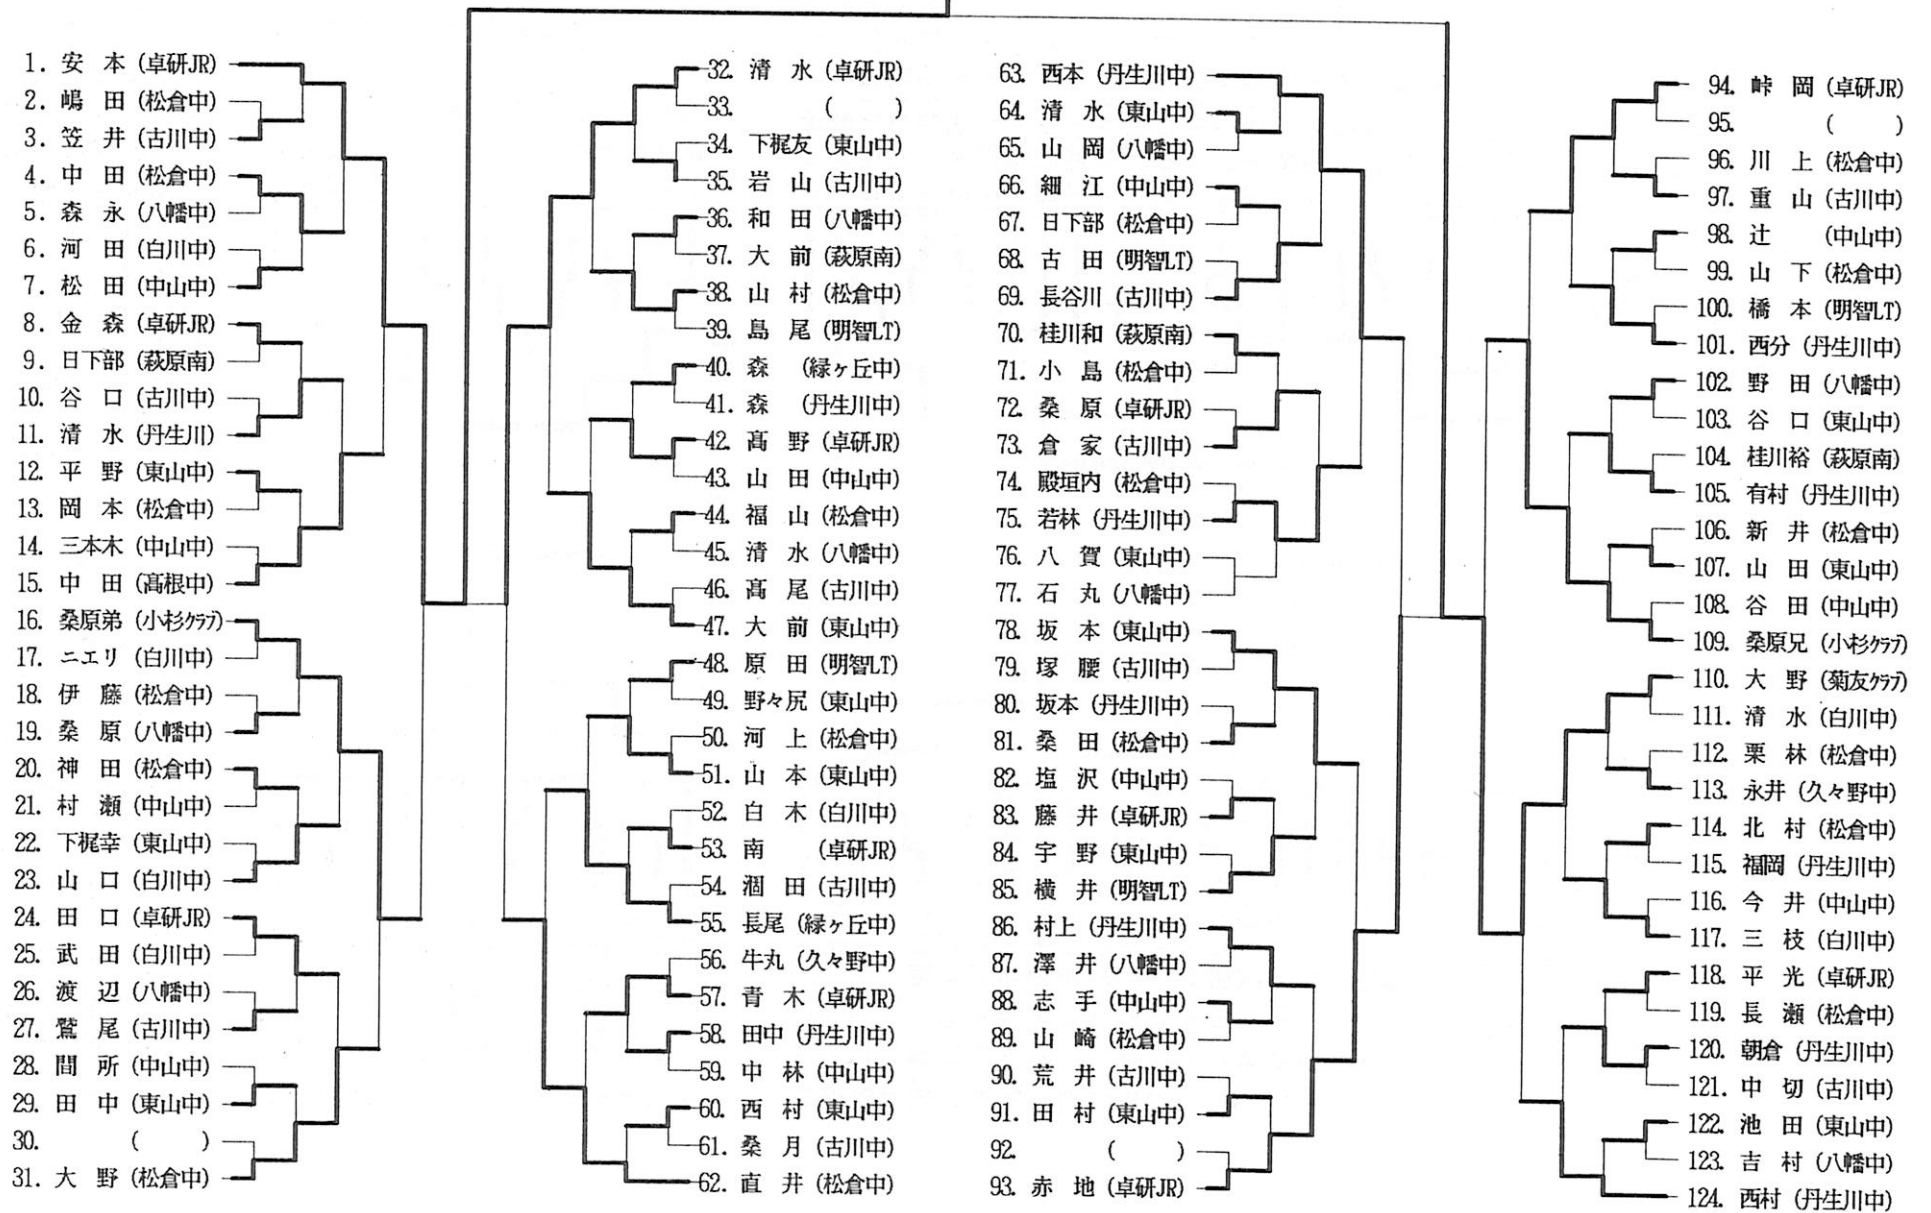 1. 安 本 (卓研JR)
2. 嶋 田 (松倉中)
3. 笠 井 (古川中)
4. 中 田 (松倉中)
5. 森 永 (八幡中)
6. 河 田 (白川中)
7. 松 田 (中山中)
8. 金 森 (卓研JR)
9. 日下部 (萩原南)
10. 谷 口 (古川中)
11. 清 水 (丹生川)
12. 平 野 (東山中)
13. 岡 本 (松倉中)
14. 三本木 (中山中)
15. 中 田 (高根中)
16. 桑原弟 (小杉クラブ)
17. ニエリ (白川中)
18. 伊 藤 (松倉中)
19. 桑 原 (八幡中)
20. 神 田 (松倉中)
21. 村 瀬 (中山中)
22. 下梶幸 (東山中)
23. 山 口 (白川中)
24. 田 口 (卓研JR)
25. 武 田 (白川中)
26. 渡 辺 (八幡中)
27. 鷲 尾 (古川中)
28. 間 所 (中山中)
29. 田 中 (東山中)
30. ( )
31. 大 野 (松倉中)
32. 清 水 (卓研JR)
33. ( )
34. 下梶友 (東山中)
35. 岩 山 (古川中)
36. 和 田 (八幡中)
37. 大 前 (萩原南)
38. 山 村 (松倉中)
39. 島 尾 (明智LT)
40. 森 (緑ヶ丘中)
41. 森 (丹生川中)
42. 高 野 (卓研JR)
43. 山 田 (中山中)
44. 福 山 (松倉中)
45. 清 水 (八幡中)
46. 高 尾 (古川中)
47. 大 前 (東山中)
48. 原 田 (明智LT)
49. 野々尻 (東山中)
50. 河 上 (松倉中)
51. 山 本 (東山中)
52. 白 木 (白川中)
53. 南 (卓研JR)
54. 田 (古川中)
55. 長尾 (緑ヶ丘中)
56. 牛丸 (久々野中)
57. 青 木 (卓研JR)
58. 田中 (丹生川中)
59. 中 林 (中山中)
60. 西 村 (東山中)
61. 桑 月 (古川中)
62. 直 井 (松倉中)
63. 西本 (丹生川中)
64. 清 水 (東山中)
65. 山 岡 (八幡中)
66. 細 江 (中山中)
67. 日下部 (松倉中)
68. 古 田 (明智LT)
69. 長谷川 (古川中)
70. 桂川和 (萩原南)
71. 小 島 (松倉中)
72. 桑 原 (卓研JR)
73. 倉 家 (古川中)
74. 殿垣内 (松倉中)
75. 若林 (丹生川中)
76. 八 賀 (東山中)
77. 石 丸 (八幡中)
78. 坂 本 (東山中)
79. 塚 腰 (古川中)
80. 坂本 (丹生川中)
81. 桑 田 (松倉中)
82. 塩 沢 (中山中)
83. 藤 井 (卓研JR)
84. 宇 野 (東山中)
85. 横 井 (明智LT)
86. 村上 (丹生川中)
87. 澤 井 (八幡中)
88. 志 手 (中山中)
89. 山 崎 (松倉中)
90. 荒 井 (古川中)
91. 田 村 (東山中)
92. ( )
93. 赤 地 (卓研JR)
94. 峠 岡 (卓研JR)
95. ( )
96. 川 上 (松倉中)
97. 重 山 (古川中)
98. 辻 (中山中)
99. 山 下 (松倉中)
100. 橋 本 (明智LT)
101. 西分 (丹生川中)
102. 野 田 (八幡中)
103. 谷 口 (東山中)
104. 桂川裕 (萩原南)
105. 有村 (丹生川中)
106. 新 井 (松倉中)
107. 山 田 (東山中)
108. 谷 田 (中山中)
109. 桑原兄 (小杉クラブ)
110. 大 野 (菊友クラブ)
111. 清 水 (白川中)
112. 栗 林 (松倉中)
113. 永井 (久々野中)
114. 北 村 (松倉中)
115. 福岡 (丹生川中)
116. 今 井 (中山中)
117. 三 枝 (白川中)
118. 平 光 (卓研JR)
119. 長 瀬 (松倉中)
120. 朝倉 (丹生川中)
121. 中 切 (古川中)
122. 池 田 (東山中)
123. 吉 村 (八幡中)
124. 西村 (丹生川中)